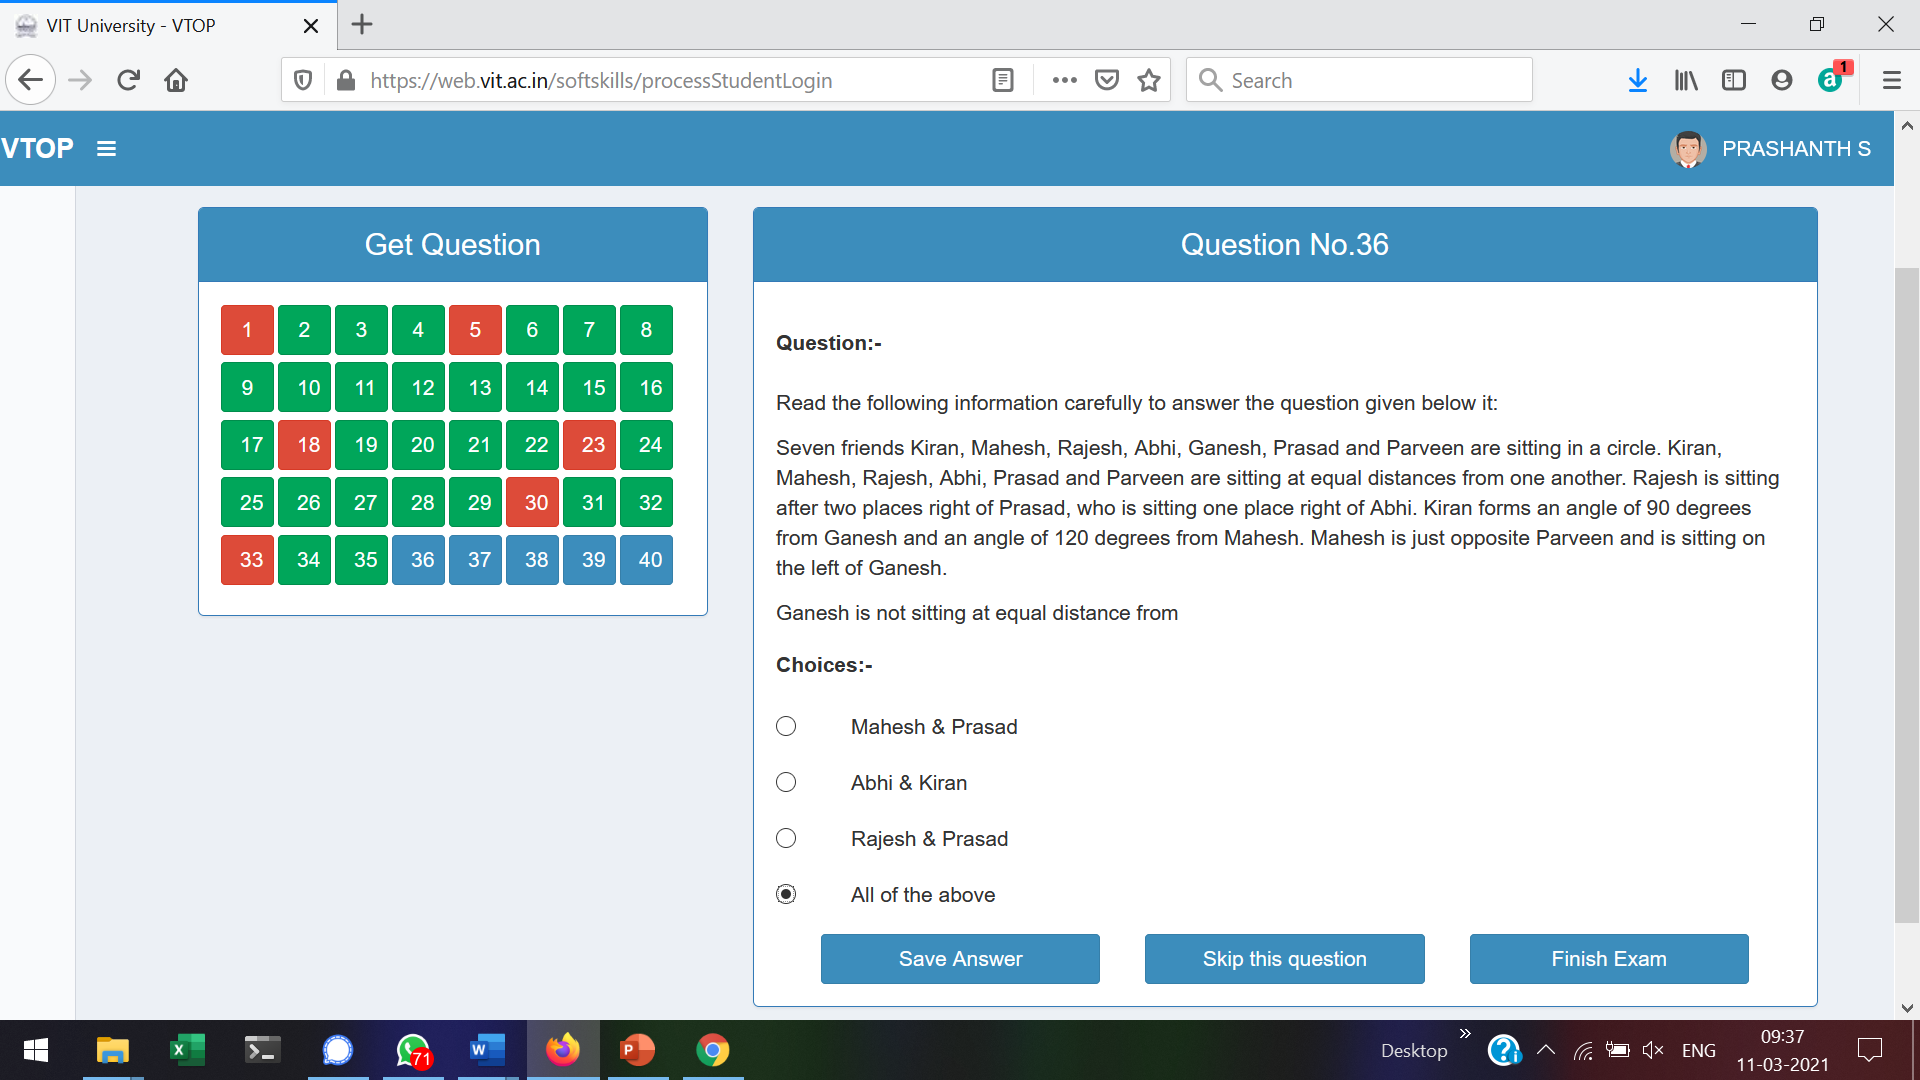 VIT University - VTOP
https://web.vit.ac.in/softskills/processStudentLogin
Search
1
VTOP
PRASHANTH S
Get Question
1 2 3 4 5 6 7 8
9 10 11 12 13 14 15 16
17 18 19 20 21 22 23 24
25 26 27 28 29 30 31 32
33 34 35 36 37 38 39 40
Question No.36
Question:-
Read the following information carefully to answer the question given below it:
Seven friends Kiran, Mahesh, Rajesh, Abhi, Ganesh, Prasad and Parveen are sitting in a circle. Kiran,
Mahesh, Rajesh, Abhi, Prasad and Parveen are sitting at equal distances from one another. Rajesh is sitting
after two places right of Prasad, who is sitting one place right of Abhi. Kiran forms an angle of 90 degrees
from Ganesh and an angle of 120 degrees from Mahesh. Mahesh is just opposite Parveen and is sitting on
the left of Ganesh.
Ganesh is not sitting at equal distance from
Choices:-
Mahesh & Prasad
Abhi & Kiran
Rajesh & Prasad
All of the above
Save Answer
Skip this question
Finish Exam
71
Desktop
ENG
09:37
11-03-2021